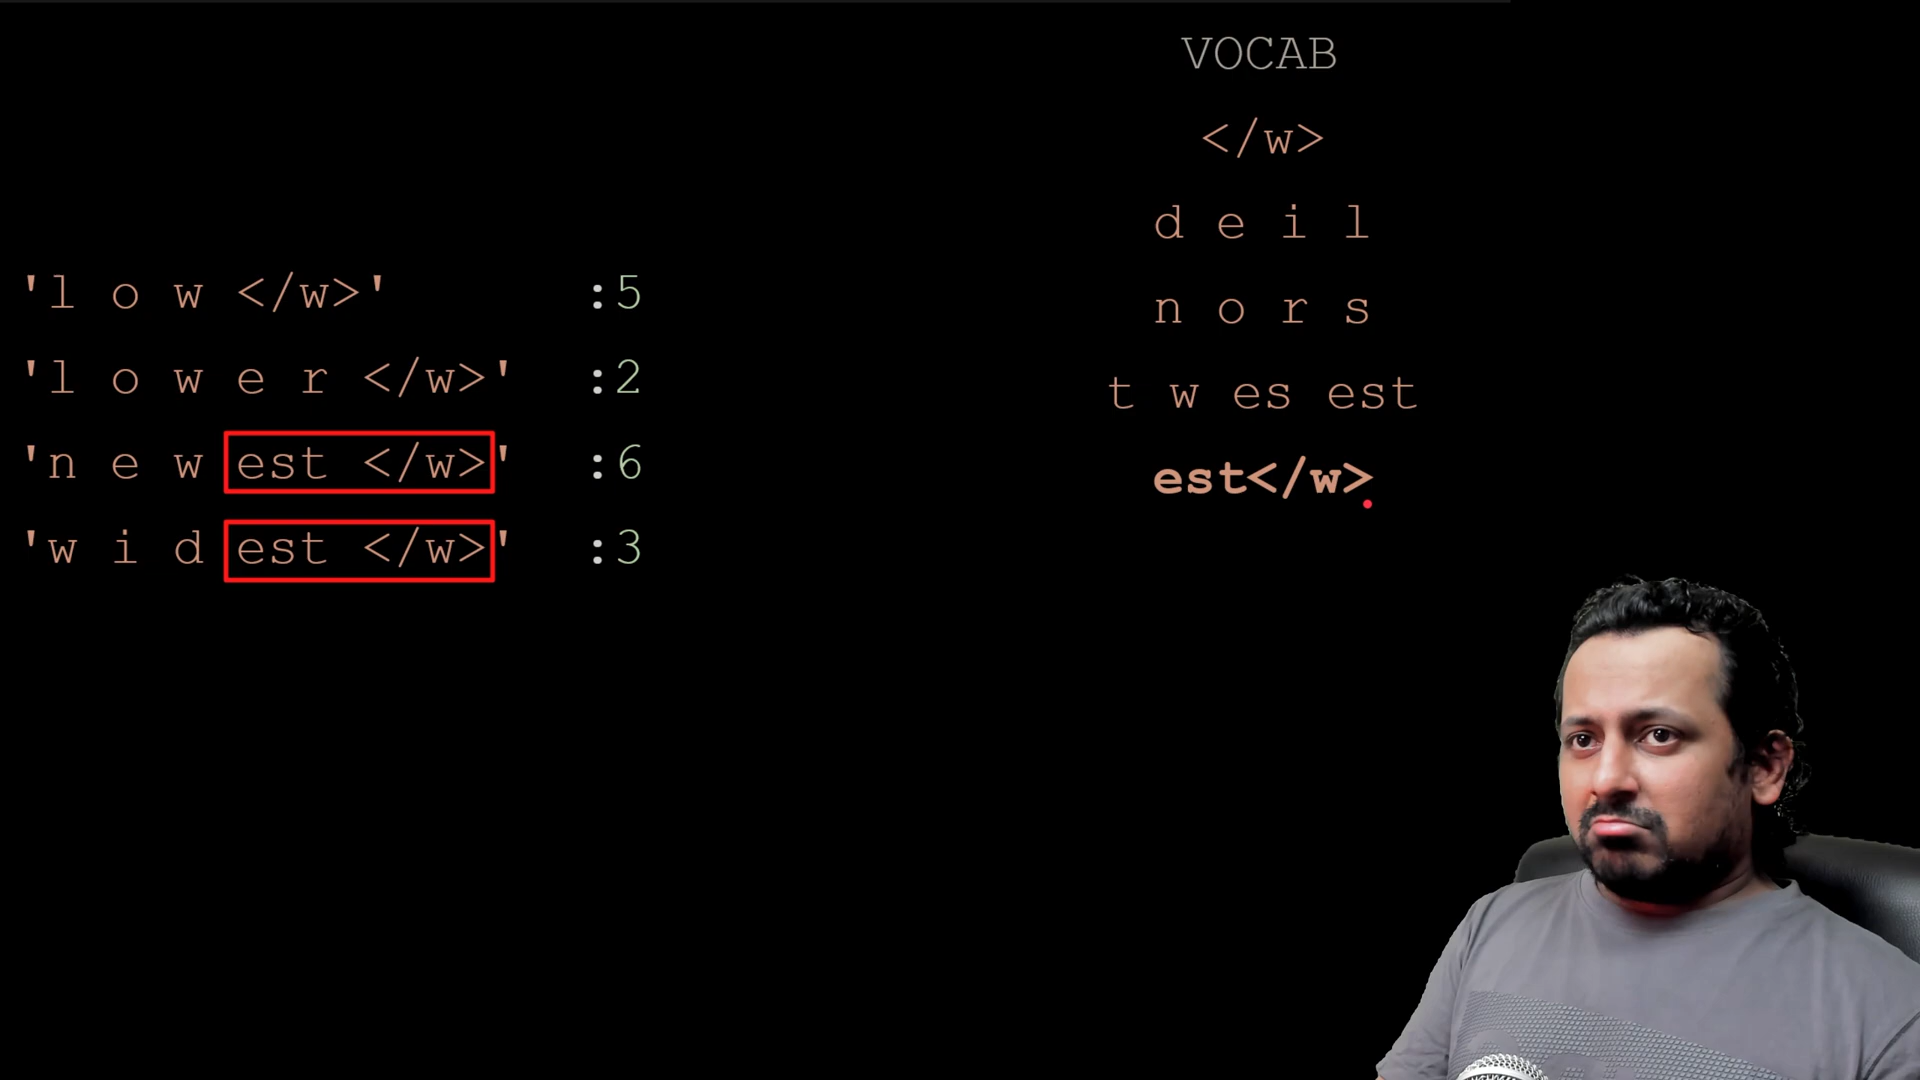 VOCAB
</w>
d e i l
n o r s
t w es est
est</w>
'l o w </w>' :5
'l o w e r </w>' :2
'n e w est </w>' :6
'w i d est </w>' :3